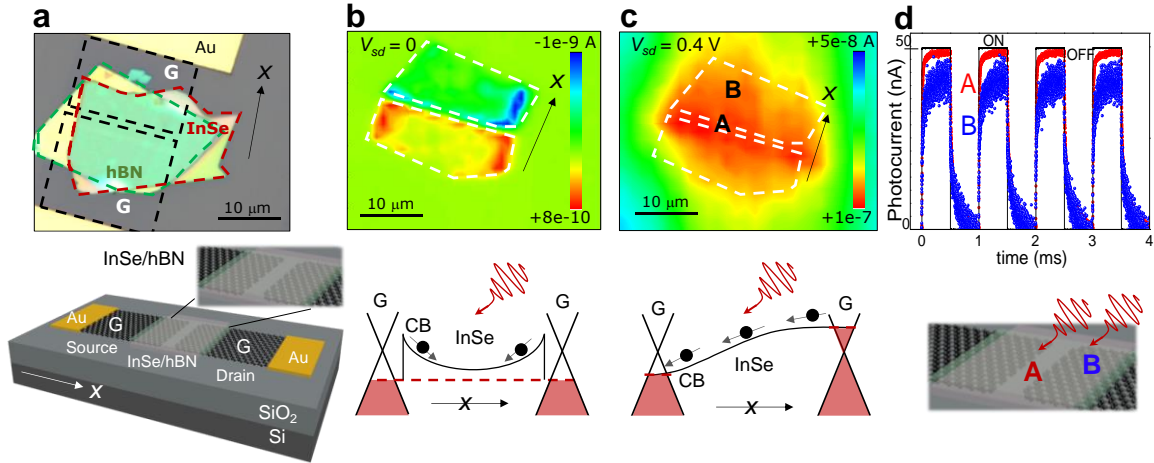 a
Au
G
X
InSe
hBN
G
10 μm
InSe/hBN
Au
G
Source
InSe/hBN
G
Drain
Au
X
SiO2
Si
b
Vsd = 0
-1e-9 A
X
10 μm
+8e-10
G
CB
InSe
G
X
c
Vsd = 0.4 V
+5e-8 A
B
A
X
10 μm
+1e-7
G
InSe
CB
G
X
d
Photocurrent (nA)
50
0
ON
OFF
A
B
0 1 2 3 4
time (ms)
A
B